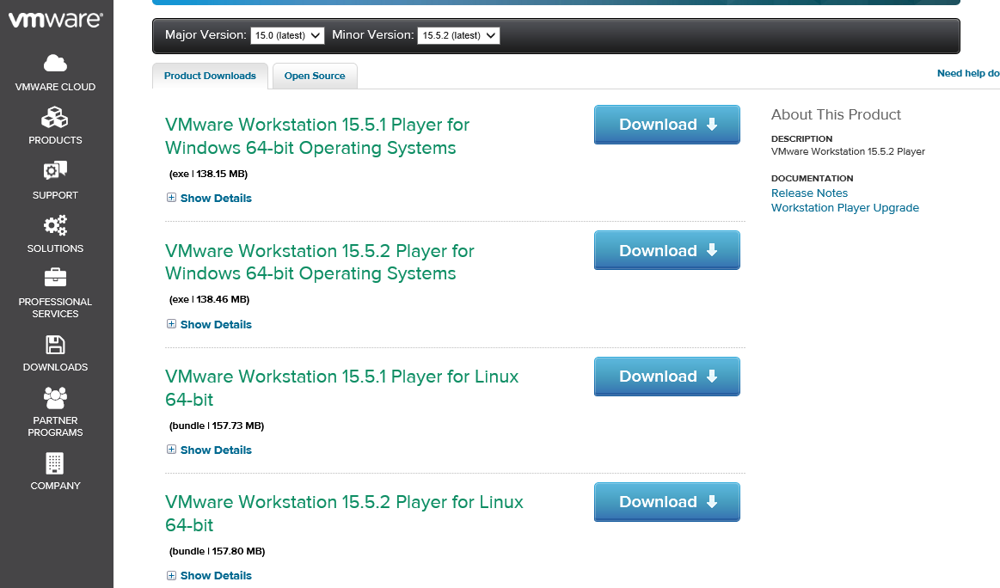 vmware®
VMWARE CLOUD
PRODUCTS
SUPPORT
SOLUTIONS
PROFESSIONAL
SERVICES
DOWNLOADS
PARTNER
PROGRAMS
COMPANY
Major Version: 15.0 (latest) Minor Version: 15.5.2 (latest)
Product Downloads Open Source Need help do
VMware Workstation 15.5.1 Player for
Windows 64-bit Operating Systems
(exe | 138.15 MB)
Show Details
Download
VMware Workstation 15.5.2 Player for
Windows 64-bit Operating Systems
(exe | 138.46 MB)
Show Details
Download
VMware Workstation 15.5.1 Player for Linux
64-bit
(bundle | 157.73 MB)
Show Details
Download
VMware Workstation 15.5.2 Player for Linux
64-bit
(bundle | 157.80 MB)
Show Details
Download
About This Product
DESCRIPTION
VMware Workstation 15.5.2 Player
DOCUMENTATION
Release Notes
Workstation Player Upgrade